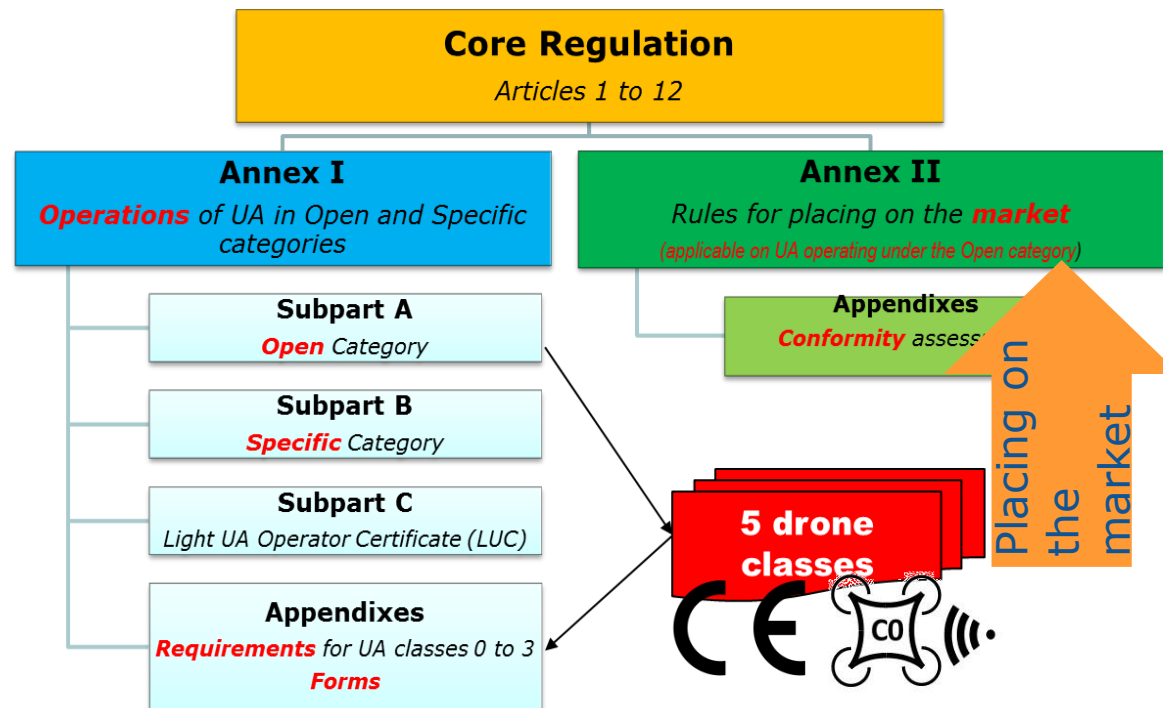 Core Regulation
Articles 1 to 12
Annex I
Operations of UA in Open and Specific
categories
Annex II
Rules for placing on the market
(applicable on UA operating under the Open category)
Subpart A
Open Category
Subpart B
Specific Category
Subpart C
Light UA Operator Certificate (LUC)
Appendixes
Requirements for UA classes 0 to 3
Forms
Appendixes
Conformity
5 drone
classes
CE
C0
Placing on
the
market